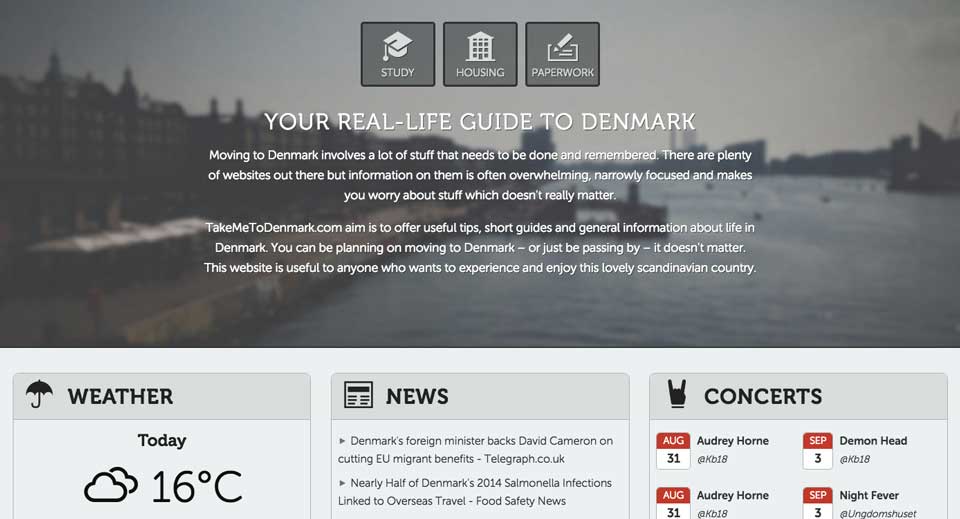 STUDY
HOUSING
PAPERWORK
YOUR REAL-LIFE GUIDE TO DENMARK
Moving to Denmark involves a lot of stuff that needs to be done and remembered. There are plenty
of websites out there but information on them is often overwhelming, narrowly focused and makes
you worry about stuff which doesn't really matter.
TakeMeToDenmark.com aim is to offer useful tips, short guides and general information about life in
Denmark. You can be planning on moving to Denmark – or just be passing by – it doesn't matter.
This website is useful to anyone who wants to experience and enjoy this lovely scandinavian country.
WEATHER
Today
16°C
NEWS
Denmark's foreign minister backs David Cameron on
cutting EU migrant benefits - Telegraph.co.uk
Nearly Half of Denmark's 2014 Salmonella Infections
Linked to Overseas Travel - Food Safety News
CONCERTS
AUG
31
Audrey Horne
@Kb18
SEP
3
Demon Head
@Kb18
AUG
31
Audrey Horne
@Kb18
SEP
3
Night Fever
@Ungdomshuset